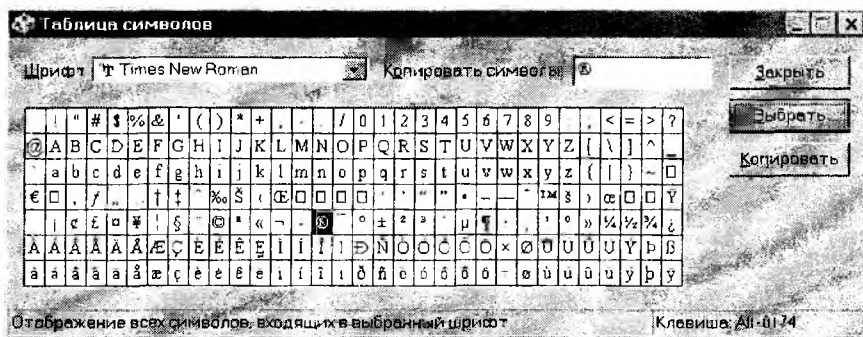 Таблица символов
Шрифт Times New Roman Копировать символы ® Закрыть
Выбрать
Копировать
! " # $ % & ' ( ) * + , - . / 0 1 2 3 4 5 6 7 8 9 : ; < = > ?
@ A B C D E F G H I J K L M N O P Q R S T U V W X Y Z [ \ ] ^ _
` a b c d e f g h i j k l m n o p q r s t u v w x y z { | } ~ □
€ □ ‚ ƒ „ … † ‡ ˆ ‰ Š ‹ Œ □ □ □ □ ‘ ’ “ ” • – — ˜ ™ š › œ □ □ Ÿ
¡ ¢ £ ¤ ¥ ¦ § ¨ © ª « ¬ - ® ¯ ° ± ² ³ ´ µ ¶ · ¸ ¹ º » ¼ ½ ¾ ¿
À Á Â Ã Ä Å Æ Ç È É Ê Ë Ì Í Î Ï Ð Ñ Ò Ó Ô Õ Ö × Ø Ù Ú Û Ü Ý Þ ß
à á â ã ä å æ ç è é ê ë ì í î ï ð ñ ò ó ô õ ö ÷ ø ù ú û ü ý þ ÿ
Отображение всех символов, входящих в выбранный шрифт Клавиша: Alt+0174